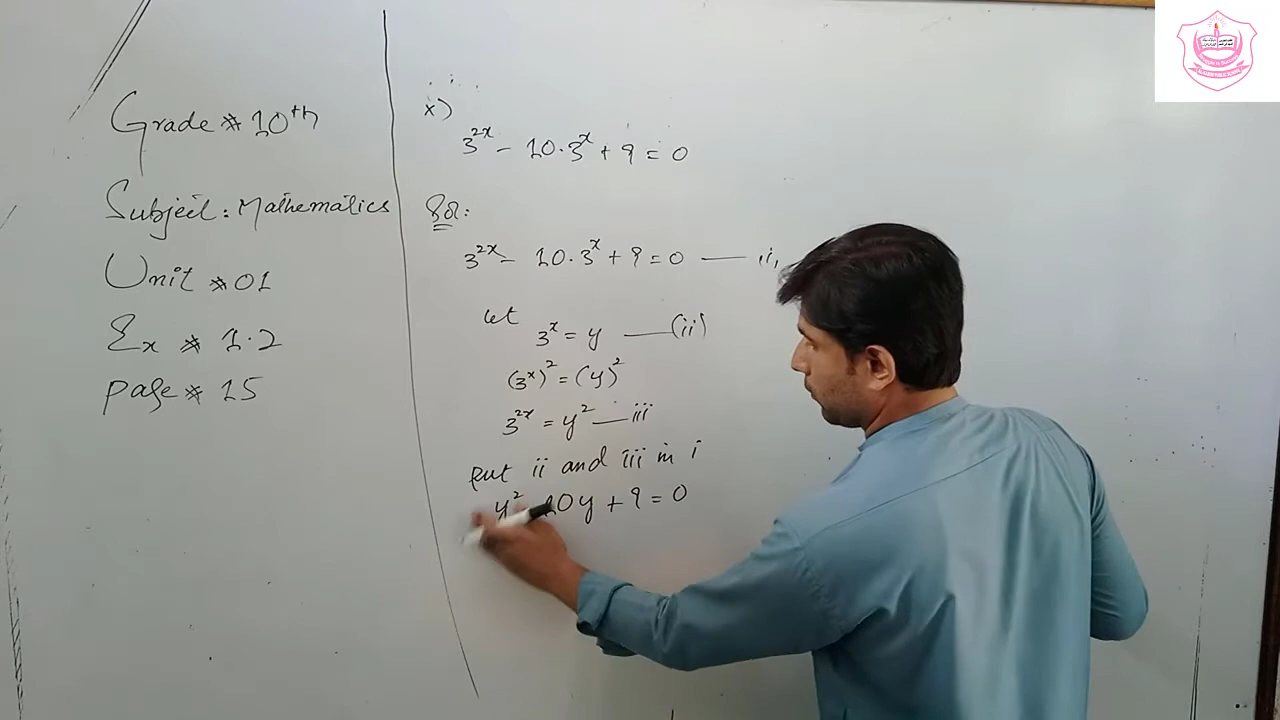 Grade # 10th
Subject: Mathematics
Unit # 01
Ex # 1.2
page # 15
x)
3^{2x} - 10.3^x + 9 = 0
Sol:
3^{2x} - 10.3^x + 9 = 0 — i,
let
3^x = y —(ii)
(3^x)^2 = (y)^2
3^{2x} = y^2 — iii
put ii and iii in i
y^2 10y + 9 = 0